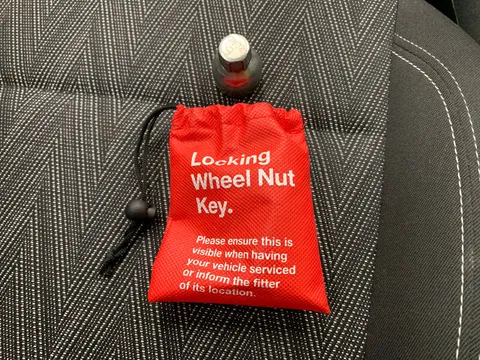 Locking
Wheel Nut
Key.
Please ensure this is
visible when having
your vehicle serviced
or inform the fitter
of its location.